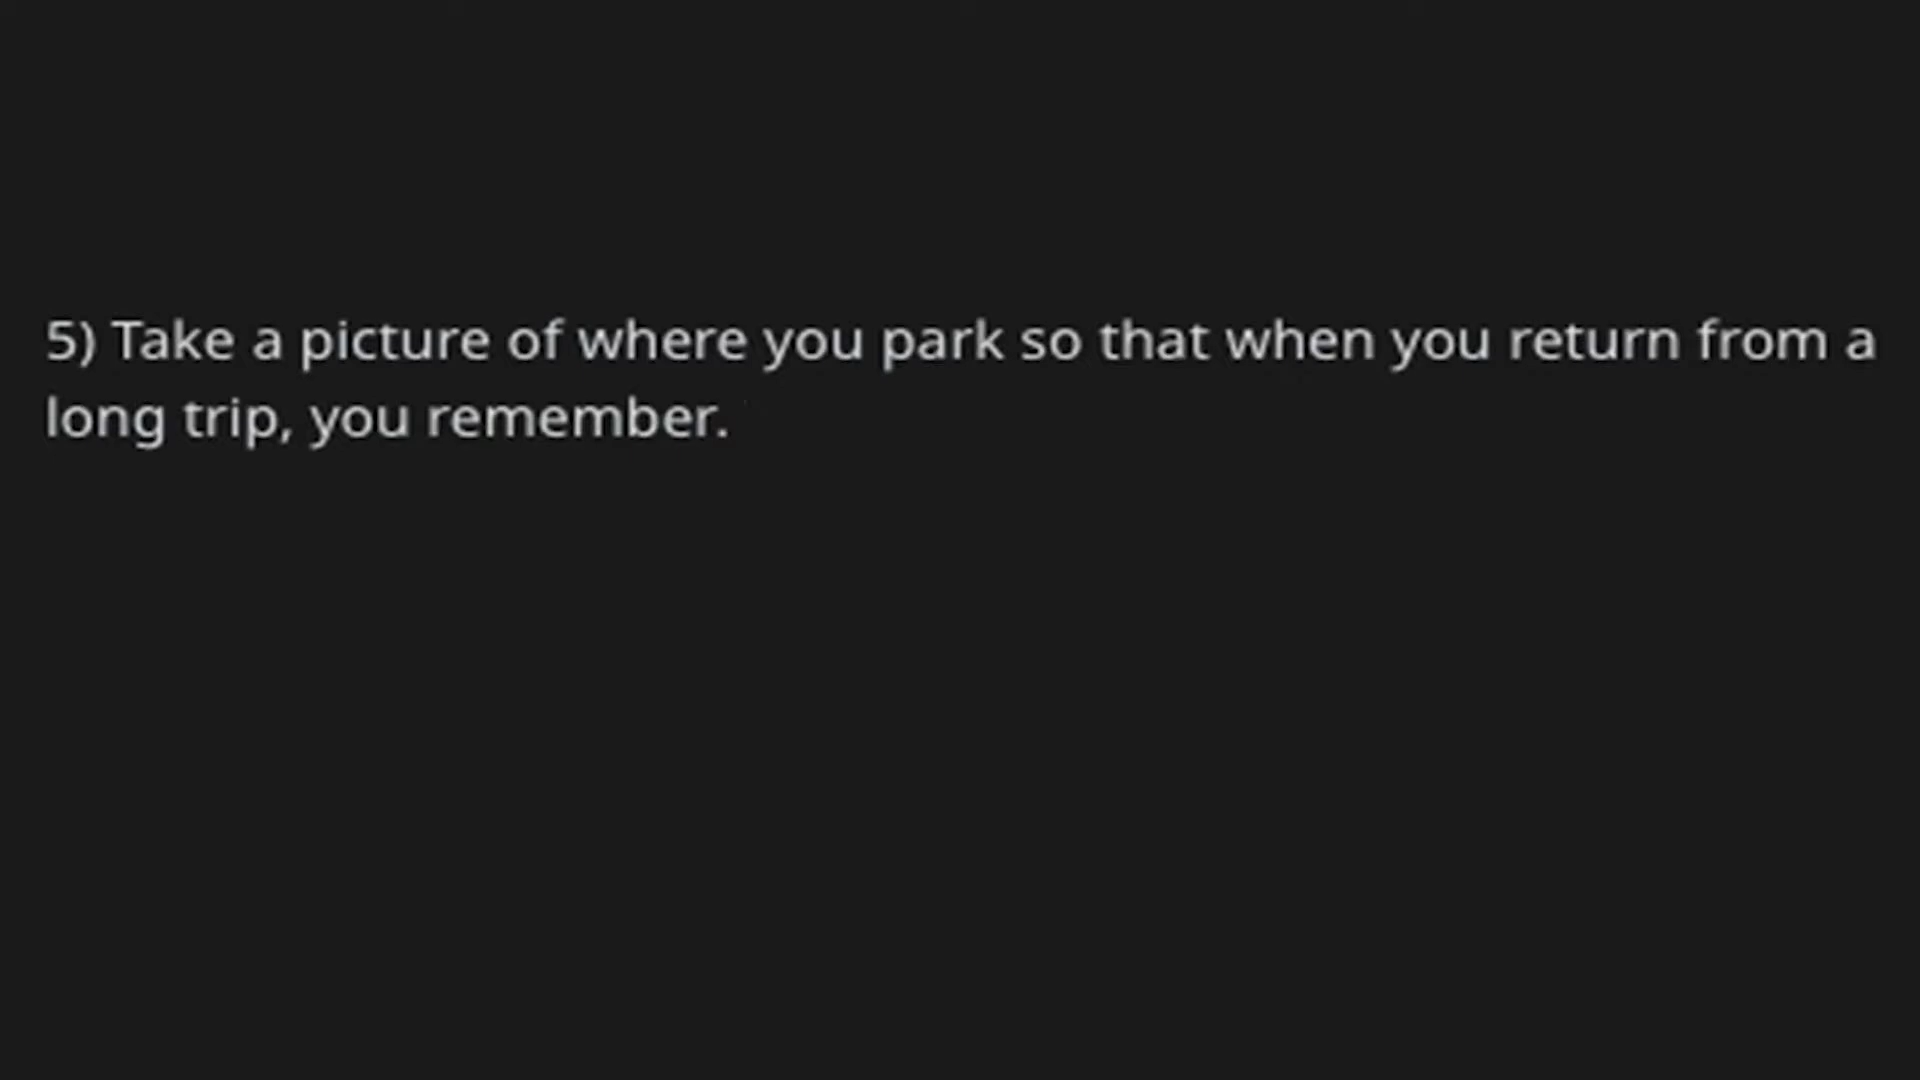 5) Take a picture of where you park so that when you return from a
long trip, you remember.